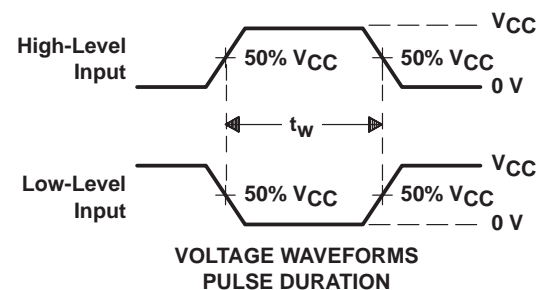 High-Level
Input
50% VCC
50% VCC
VCC
0 V
tw
Low-Level
Input
50% VCC
50% VCC
VCC
0 V
VOLTAGE WAVEFORMS
PULSE DURATION